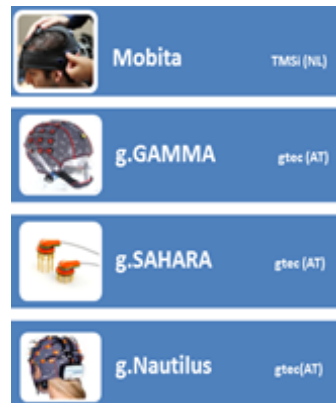 Mobita TMSi (NL)
g.GAMMA gtec (AT)
g.SAHARA gtec (AT)
g.Nautilus gtec(AT)